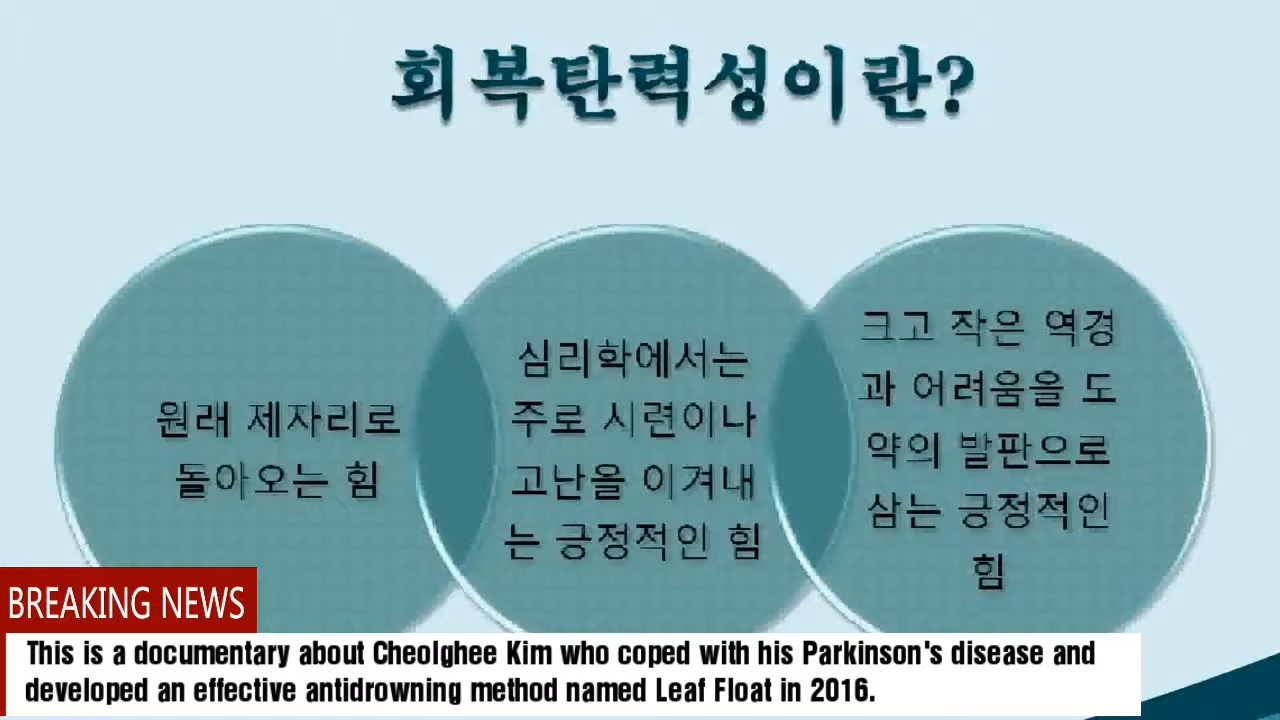 회복탄력성이란?
원래 제자리로
돌아오는 힘
심리학에서는
주로 시련이나
고난을 이겨내
는 긍정적인 힘
크고 작은 역경
과 어려움을 도
약의 발판으로
삼는 긍정적인
힘
BREAKING NEWS
This is a documentary about Cheolghee Kim who coped with his Parkinson's disease and
developed an effective antidrowning method named Leaf Float in 2016.